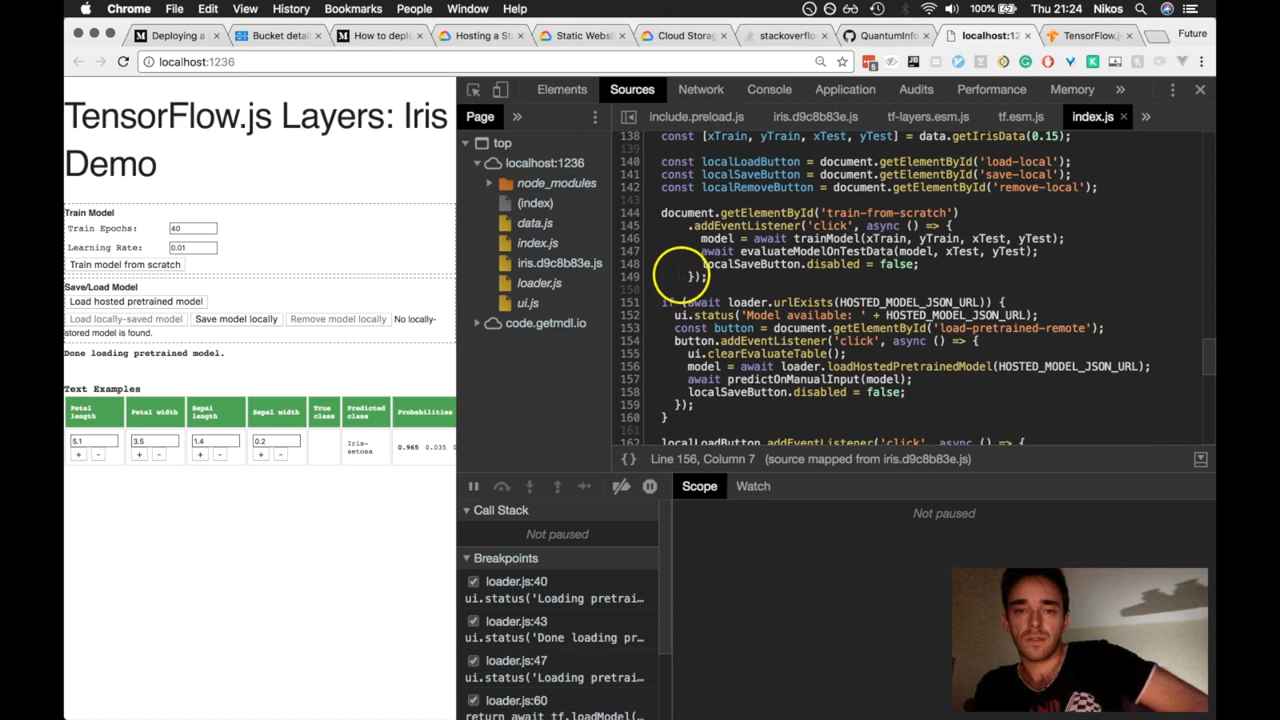 Chrome File Edit View History Bookmarks People Window Help 100% Thu 21:24 Nikos
Deploying a Bucket detai How to deplo Hosting a Sta Static Websi Cloud Storag stackoverflo QuantumInfo localhost:12 TensorFlow.js Future
localhost:1236
TensorFlow.js Layers: Iris
Demo
Train Model
Train Epochs: 40
Learning Rate: 0.01
Train model from scratch
Save/Load Model
Load hosted pretrained model
Load locally-saved model Save model locally Remove model locally No locally-
stored model is found.
Done loading pretrained model.
Text Examples
Petal length Petal width Sepal length Sepal width True class Predicted class Probabilities
5.1 3.5 1.4 0.2 Iris-setosa 0.965 0.035
+ - + - + - + -
Elements Sources Network Console Application Audits Performance Memory »
Page »
top
localhost:1236
node_modules
(index)
data.js
index.js
iris.d9c8b83e.js
loader.js
ui.js
code.getmdl.io
include.preload.js iris.d9c8b83e.js tf-layers.esm.js tf.esm.js index.js »
138 const [xTrain, yTrain, xTest, yTest] = data.getIrisData(0.15);
139
140 const localLoadButton = document.getElementById('load-local');
141 const localSaveButton = document.getElementById('save-local');
142 const localRemoveButton = document.getElementById('remove-local');
143
144 document.getElementById('train-from-scratch')
145 .addEventListener('click', async () => {
146 model = await trainModel(xTrain, yTrain, xTest, yTest);
147 await evaluateModelOnTestData(model, xTest, yTest);
148 localSaveButton.disabled = false;
149 });
150
151 if (await loader.urlExists(HOSTED_MODEL_JSON_URL)) {
152 ui.status('Model available: ' + HOSTED_MODEL_JSON_URL);
153 const button = document.getElementById('load-pretrained-remote');
154 button.addEventListener('click', async () => {
155 ui.clearEvaluateTable();
156 model = await loader.loadHostedPretrainedModel(HOSTED_MODEL_JSON_URL);
157 await predictOnManualInput(model);
158 localSaveButton.disabled = false;
159 });
160 }
161
162 localLoadButton.addEventListener('click', async () => {
{} Line 156, Column 7 (source mapped from iris.d9c8b83e.js)
Call Stack
Not paused
Breakpoints
loader.js:40
ui.status('Loading pretrai…
loader.js:43
ui.status('Done loading pr…
loader.js:47
ui.status('Loading pretrai…
loader.js:60
return await tf.loadModel(…
Scope Watch
Not paused